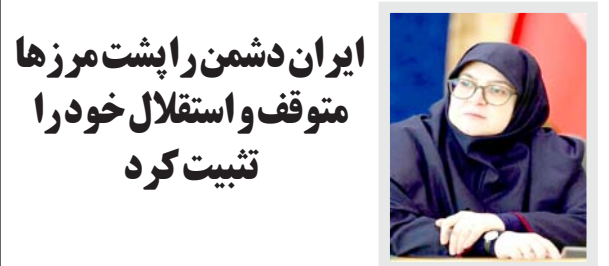 ایران دشمن را پشت مرزها
متوقف و استقلال خود را
تثبیت کرد